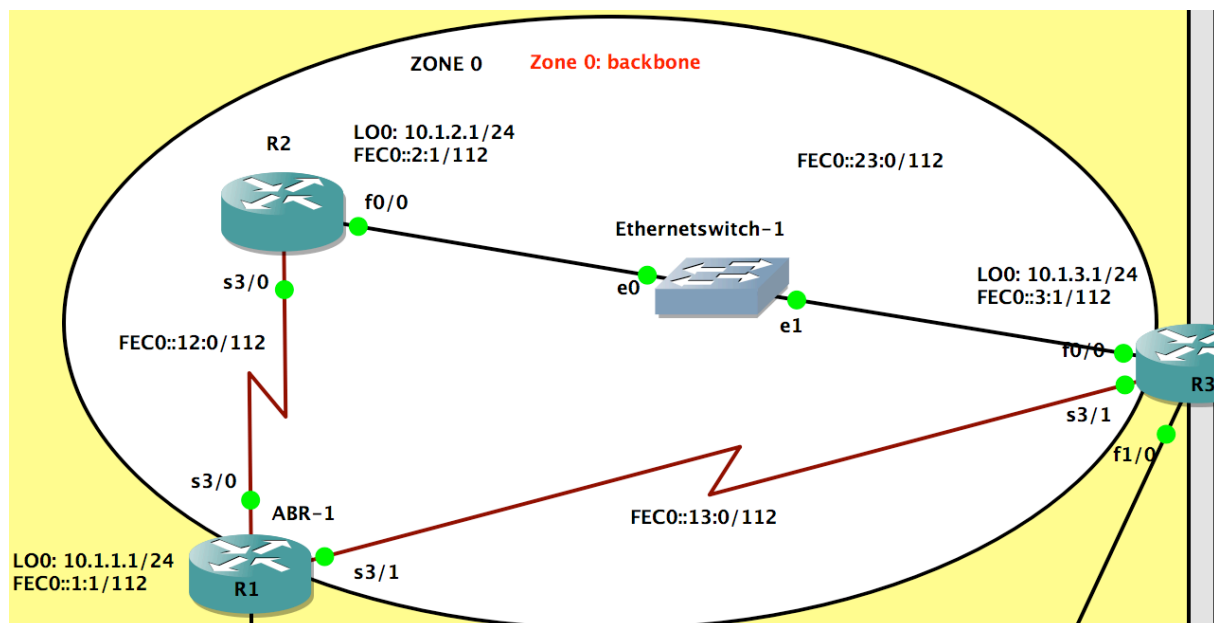 ZONE 0
Zone 0: backbone
R2
LO0: 10.1.2.1/24
FEC0::2:1/112
FEC0::23:0/112
f0/0
Ethernetswitch-1
s3/0
e0
e1
LO0: 10.1.3.1/24
FEC0::3:1/112
FEC0::12:0/112
f0/0
R3
s3/1
f1/0
s3/0
ABR-1
FEC0::13:0/112
LO0: 10.1.1.1/24
FEC0::1:1/112
R1
s3/1